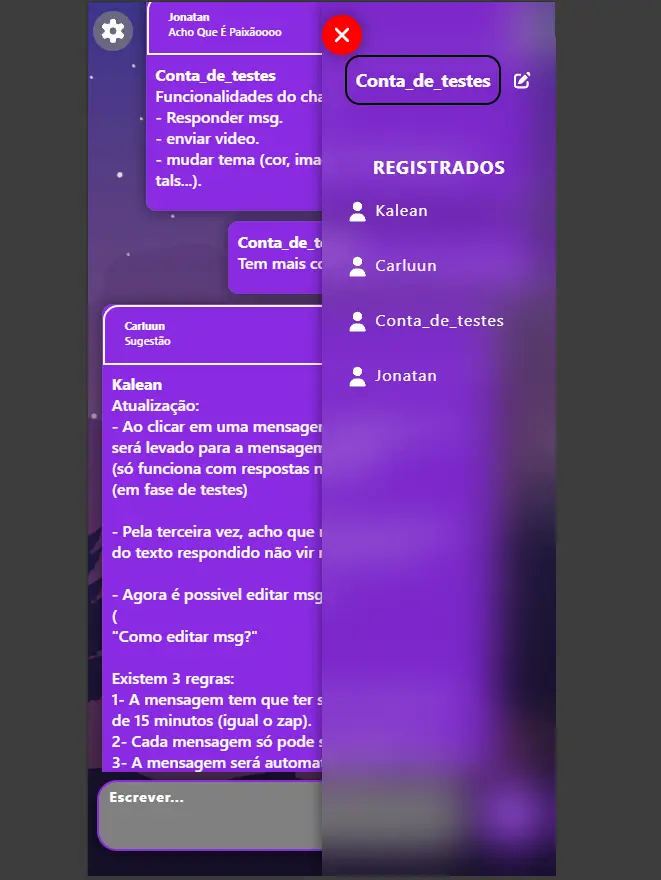 Jonatan
Acho Que É Paixãoooo
Conta_de_testes
Funcionalidades do cha
- Responder msg.
- enviar video.
- mudar tema (cor, ima
tals...).
Conta_de_t
Tem mais co
Carluun
Sugestão
Kalean
Atualização:
- Ao clicar em uma mensagem
será levado para a mensagem
(só funciona com respostas n
(em fase de testes)
- Pela terceira vez, acho que
do texto respondido não vir
- Agora é possivel editar msg
(
"Como editar msg?"
Existem 3 regras:
1- A mensagem tem que ter s
de 15 minutos (igual o zap).
2- Cada mensagem só pode s
3- A mensagem será automat
Escrever...
Conta_de_testes
REGISTRADOS
Kalean
Carluun
Conta_de_testes
Jonatan